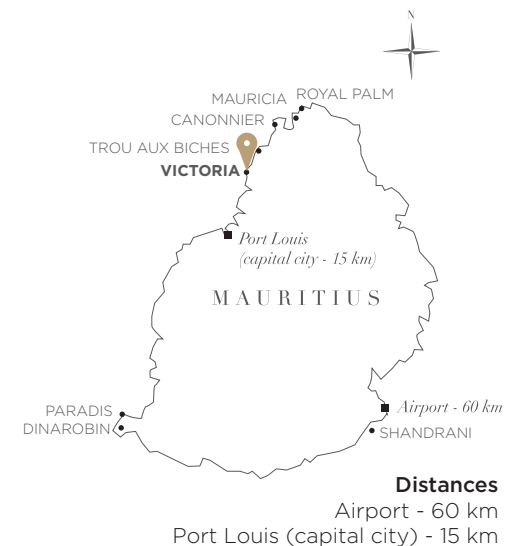 N
MAURICIA
ROYAL PALM
CANONNIER
TROU AUX BICHES
VICTORIA
Port Louis
(capital city - 15 km)
MAURITIUS
PARADIS
DINAROBIN
Airport - 60 km
SHANDRANI
Distances
Airport - 60 km
Port Louis (capital city) - 15 km